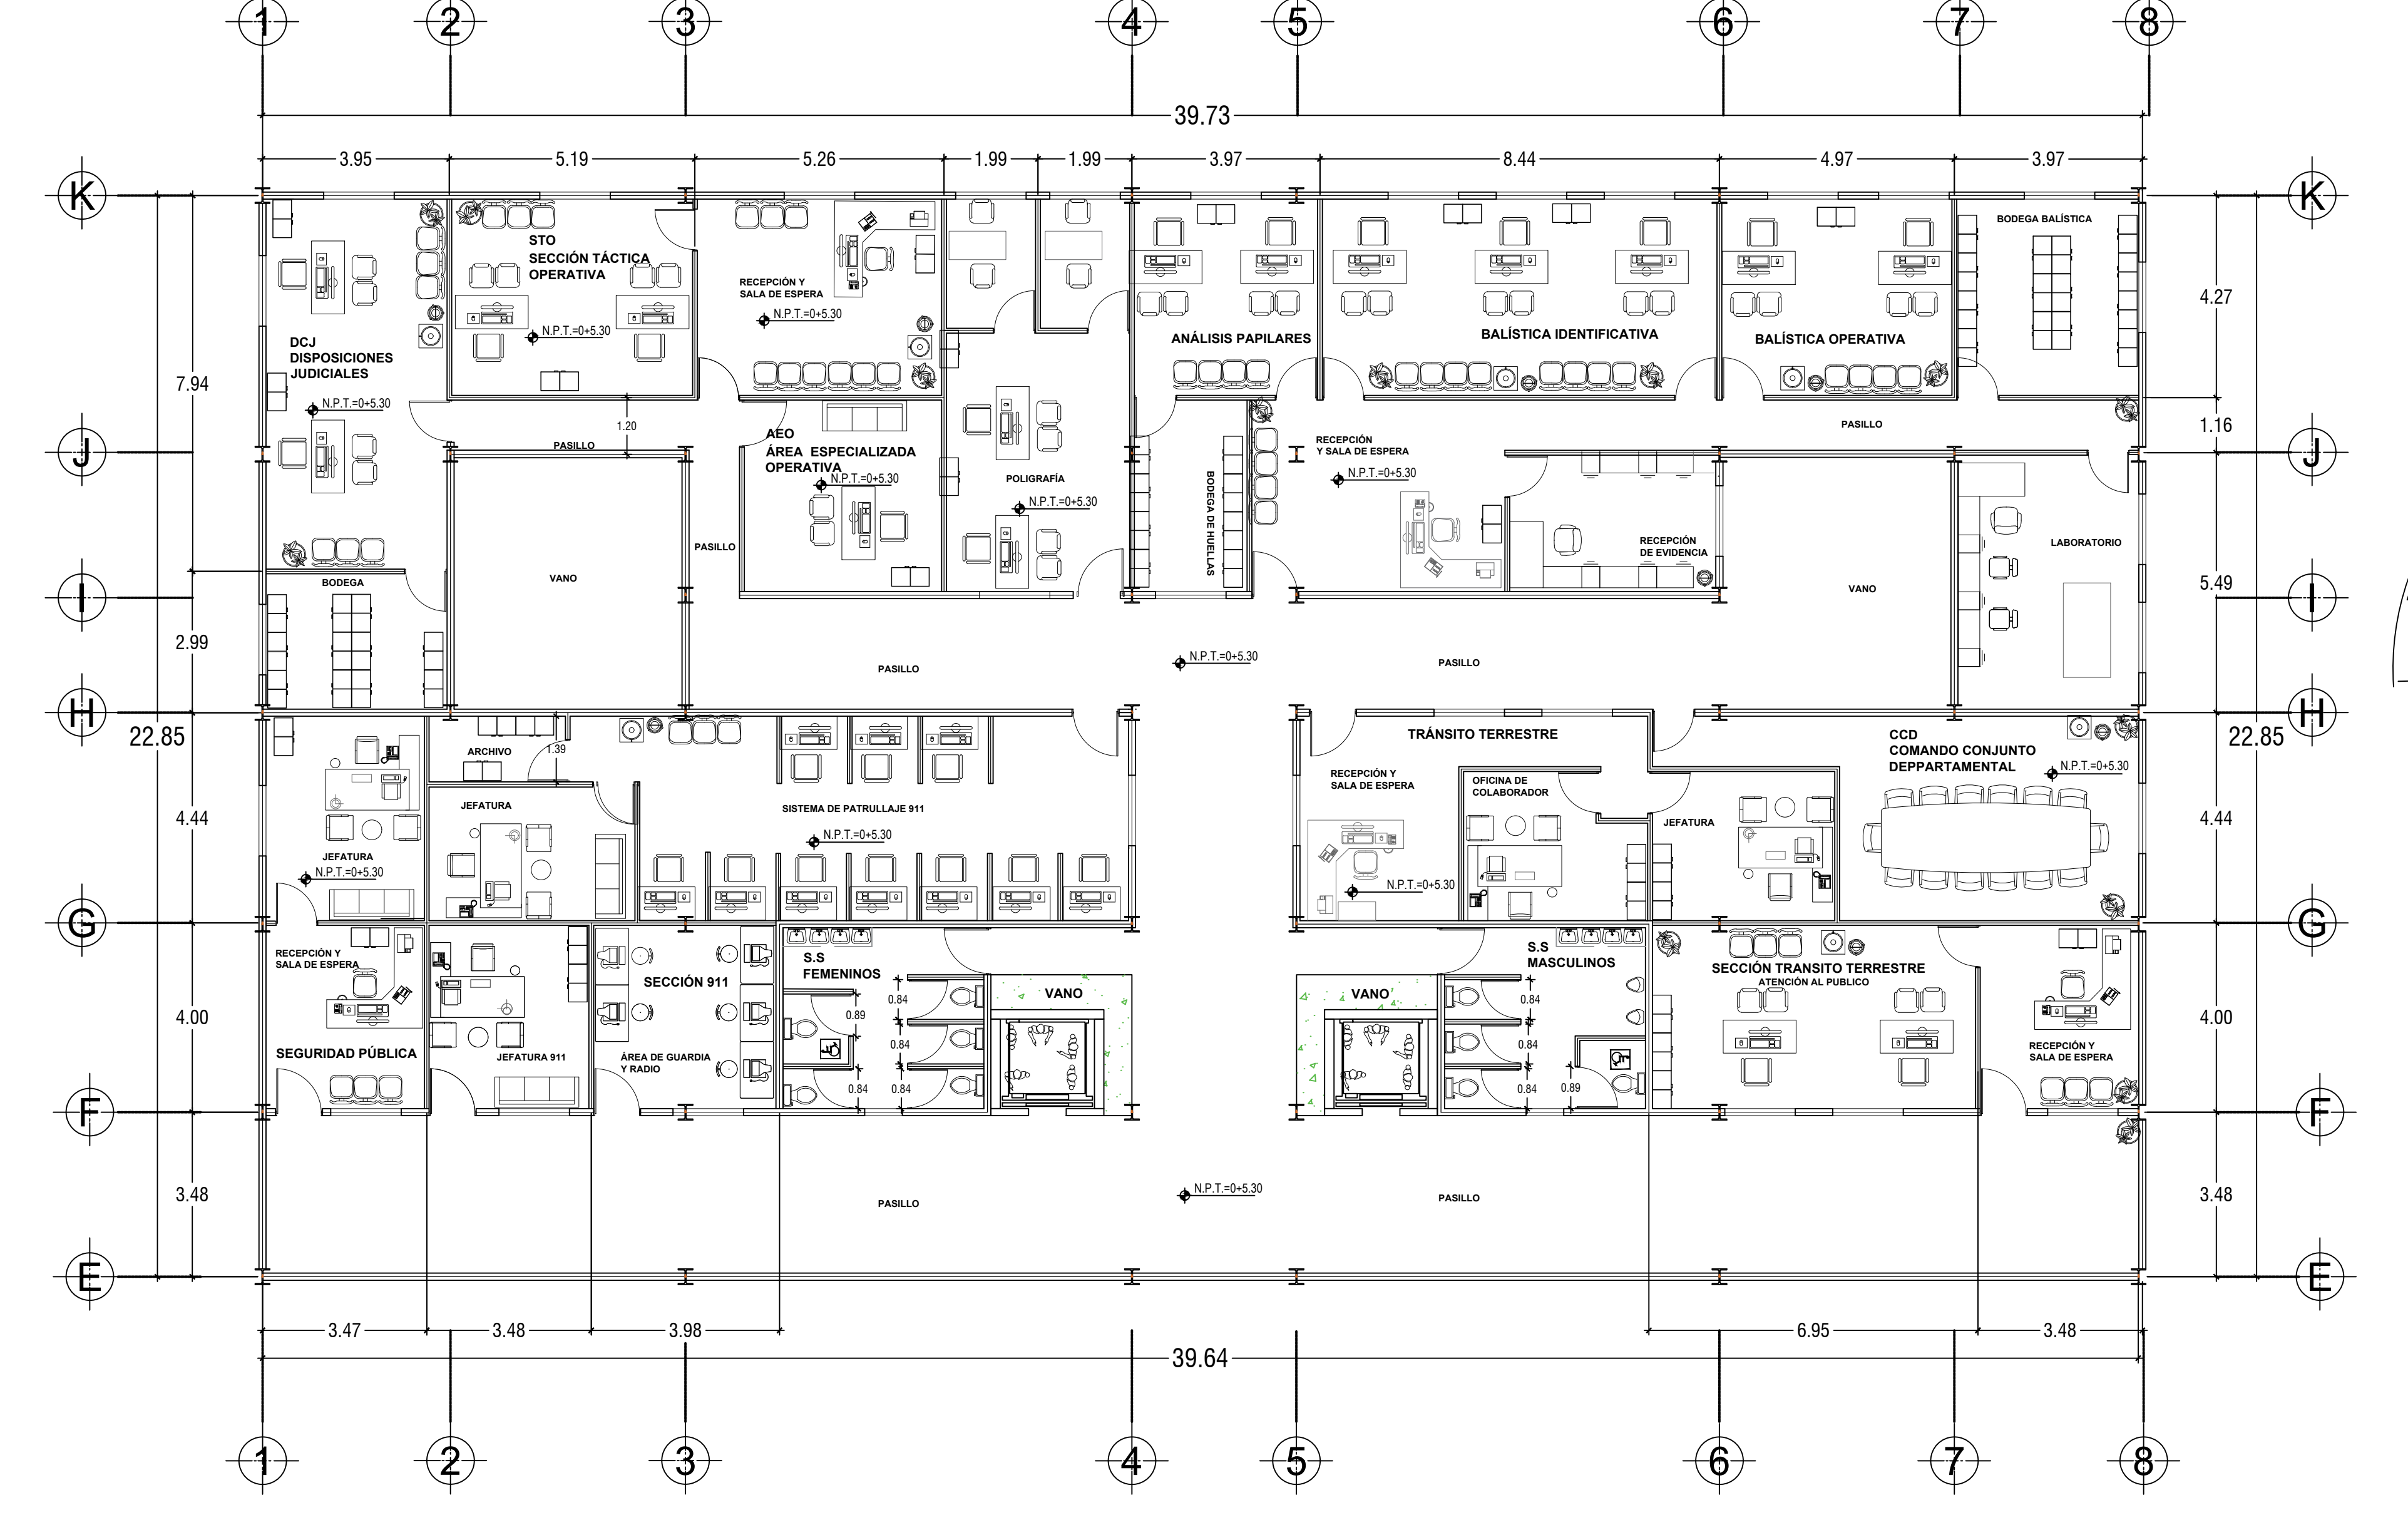 1 2 3 4 5 6 7 8
39.73
3.95 5.19 5.26 1.99 1.99 3.97 8.44 4.97 3.97
K K
BODEGA BALÍSTICA
STO
SECCIÓN TÁCTICA
OPERATIVA
RECEPCIÓN Y
SALA DE ESPERA
N.P.T.=0+5.30
N.P.T.=0+5.30
4.27
DCJ
DISPOSICIONES
JUDICIALES
N.P.T.=0+5.30
ANÁLISIS PAPILARES
BALÍSTICA IDENTIFICATIVA
BALÍSTICA OPERATIVA
7.94
1.20
PASILLO
AEO
ÁREA ESPECIALIZADA
OPERATIVA
N.P.T.=0+5.30
RECEPCIÓN
Y SALA DE ESPERA
N.P.T.=0+5.30
PASILLO
1.16
J J
POLIGRAFÍA
N.P.T.=0+5.30
BODEGA DE HUELLAS
PASILLO
RECEPCIÓN
DE EVIDENCIA
LABORATORIO
BODEGA
VANO
VANO
5.49
I I
2.99
PASILLO
N.P.T.=0+5.30
PASILLO
H H
22.85 22.85
ARCHIVO
1.39
TRÁNSITO TERRESTRE
CCD
COMANDO CONJUNTO
DEPPARTAMENTAL
N.P.T.=0+5.30
RECEPCIÓN Y
SALA DE ESPERA
OFICINA DE
COLABORADOR
JEFATURA
SISTEMA DE PATRULLAJE 911
N.P.T.=0+5.30
JEFATURA
4.44 4.44
JEFATURA
N.P.T.=0+5.30
N.P.T.=0+5.30
G G
RECEPCIÓN Y
SALA DE ESPERA
SECCIÓN 911
S.S
FEMENINOS
VANO
VANO
S.S
MASCULINOS
SECCIÓN TRANSITO TERRESTRE
ATENCIÓN AL PUBLICO
0.84
0.89
0.84
0.84
0.84
0.84
0.84
0.84
0.89
4.00 4.00
SEGURIDAD PÚBLICA
JEFATURA 911
ÁREA DE GUARDIA
Y RADIO
RECEPCIÓN Y
SALA DE ESPERA
F F
3.48 3.48
PASILLO
N.P.T.=0+5.30
PASILLO
E E
3.47 3.48 3.98 6.95 3.48
39.64
1 2 3 4 5 6 7 8